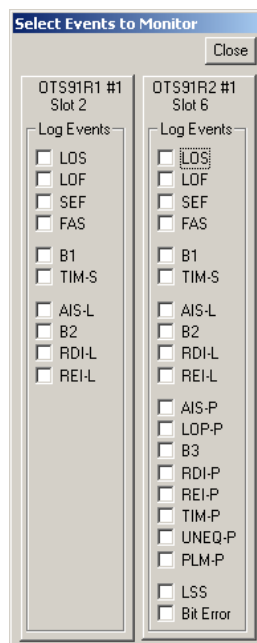 Select Events to Monitor
Close
OTS91R1 #1
Slot 2
Log Events
LOS
LOF
SEF
FAS
B1
TIM-S
AIS-L
B2
RDI-L
REI-L
OTS91R2 #1
Slot 6
Log Events
LOS
LOF
SEF
FAS
B1
TIM-S
AIS-L
B2
RDI-L
REI-L
AIS-P
LOP-P
B3
RDI-P
REI-P
TIM-P
UNEQ-P
PLM-P
LSS
Bit Error